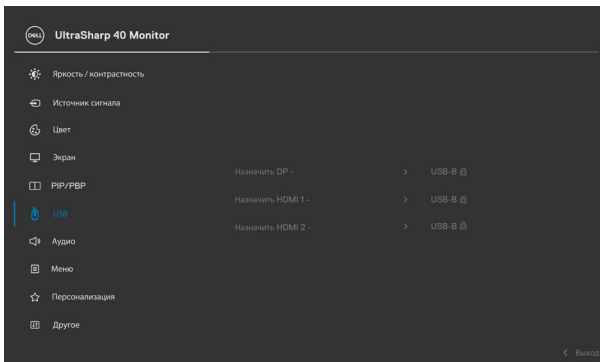 DELL UltraSharp 40 Monitor
Яркость / контрастность
Источник сигнала
Цвет
Экран
Назначить DP - > USB-B
PIP/PBP
Назначить HDMI 1 - > USB-B
USB
Назначить HDMI 2 - > USB-B
Аудио
Меню
Персонализация
Другое
< Выход